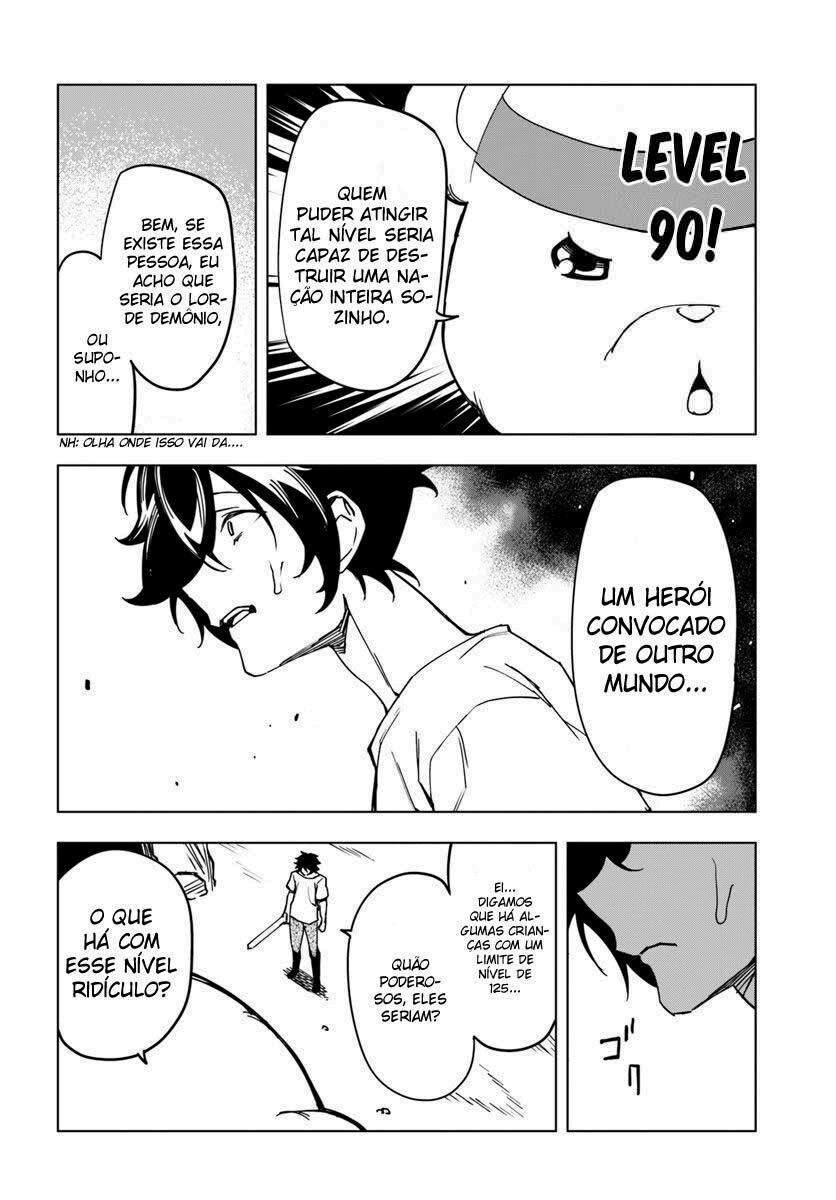 LEVEL
90!
QUEM
PUDER ATINGIR
TAL NÍVEL SERIA
CAPAZ DE DES-
TRUIR UMA NA-
ÇÃO INTEIRA SO-
ZINHO.
BEM, SE
EXISTE ESSA
PESSOA, EU
ACHO QUE
SERIA O LOR-
DE DEMÔNIO,
OU
SUPO-
NHO...
NH: OLHA ONDE ISSO VAI DA....
UM HERÓI
CONVOCADO
DE OUTRO
MUNDO...
ゴク
EI...
DIGAMOS
QUE HÁ AL-
GUMAS CRIAN-
ÇAS COM UM
LIMITE DE
NÍVEL DE
125...
QUÃO
PODERO-
SOS, ELES
SERIAM?
O QUE
HÁ COM
ESSE NÍVEL
RIDÍCULO?